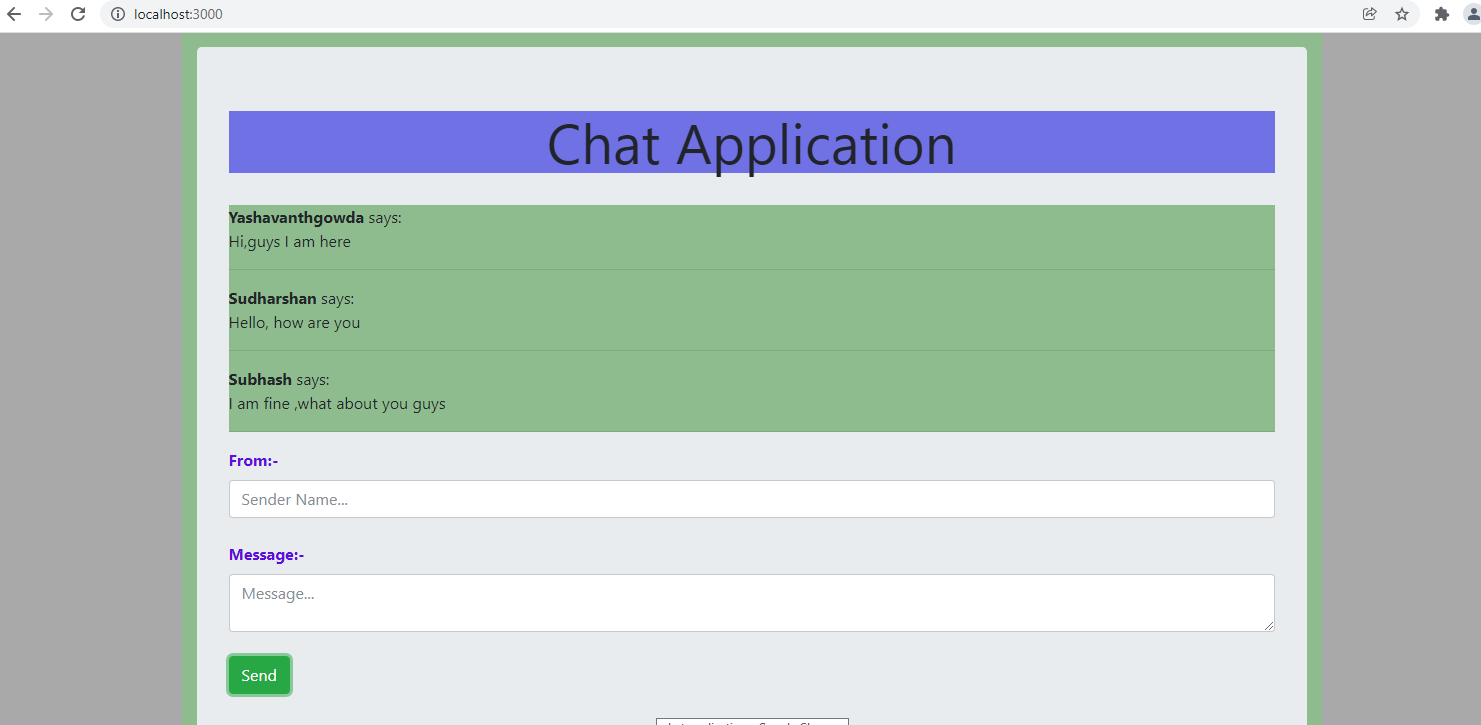 localhost:3000
Chat Application
Yashavanthgowda says:
Hi,guys I am here
Sudharshan says:
Hello, how are you
Subhash says:
I am fine ,what about you guys
From:-
Sender Name...
Message:-
Message...
Send